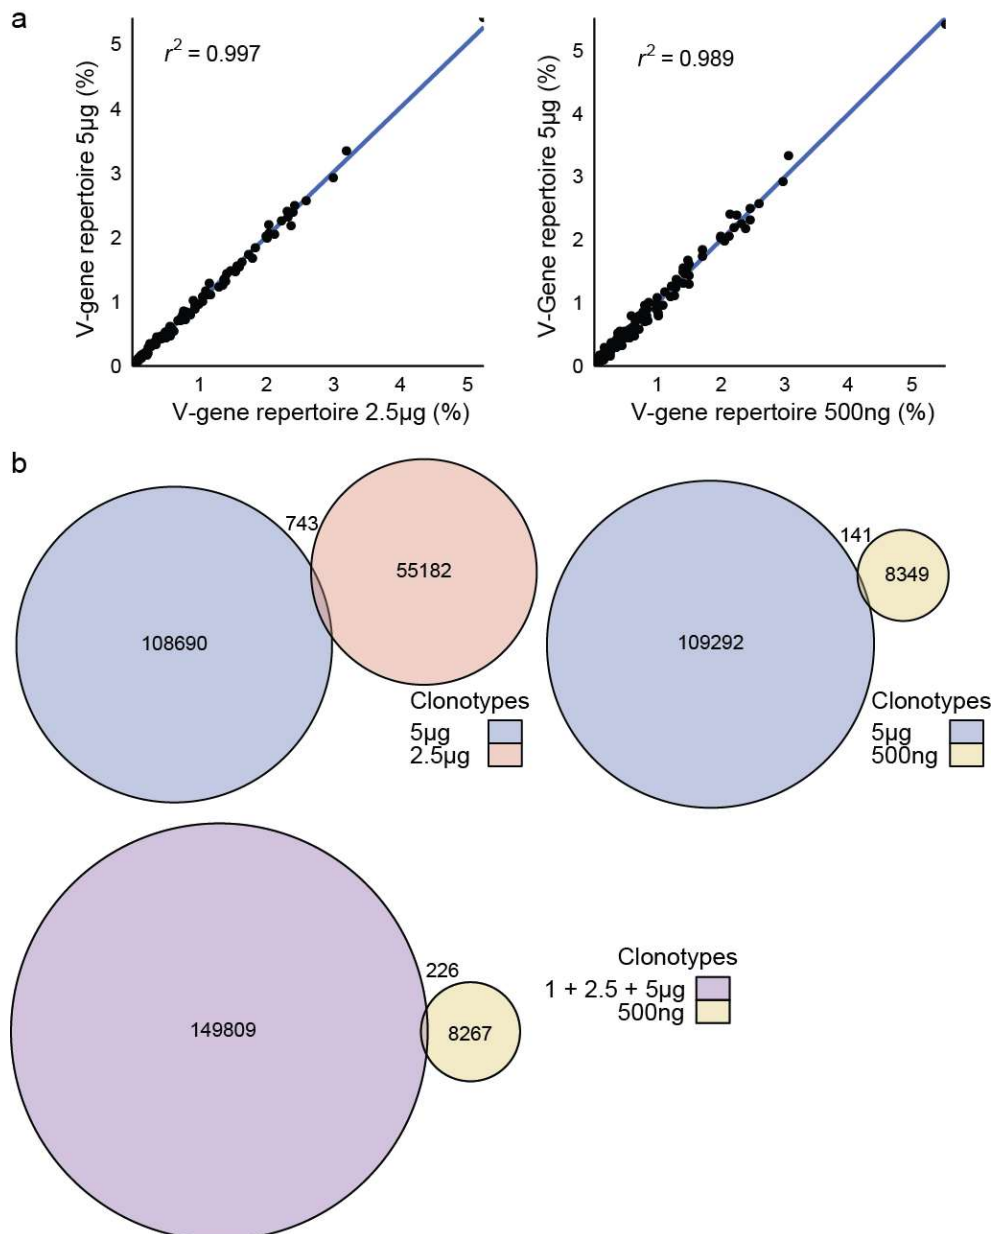 a
r² = 0.997
V-gene repertoire 5µg (%)
5
4
3
2
1
0
1 2 3 4 5
V-gene repertoire 2.5µg (%)
r² = 0.989
V-Gene repertoire 5µg (%)
5
4
3
2
1
0
1 2 3 4 5
V-gene repertoire 500ng (%)
b
743
55182
108690
Clonotypes
5µg
2.5µg
141
8349
109292
Clonotypes
5µg
500ng
226
149809
8267
Clonotypes
1 + 2.5 + 5µg
500ng